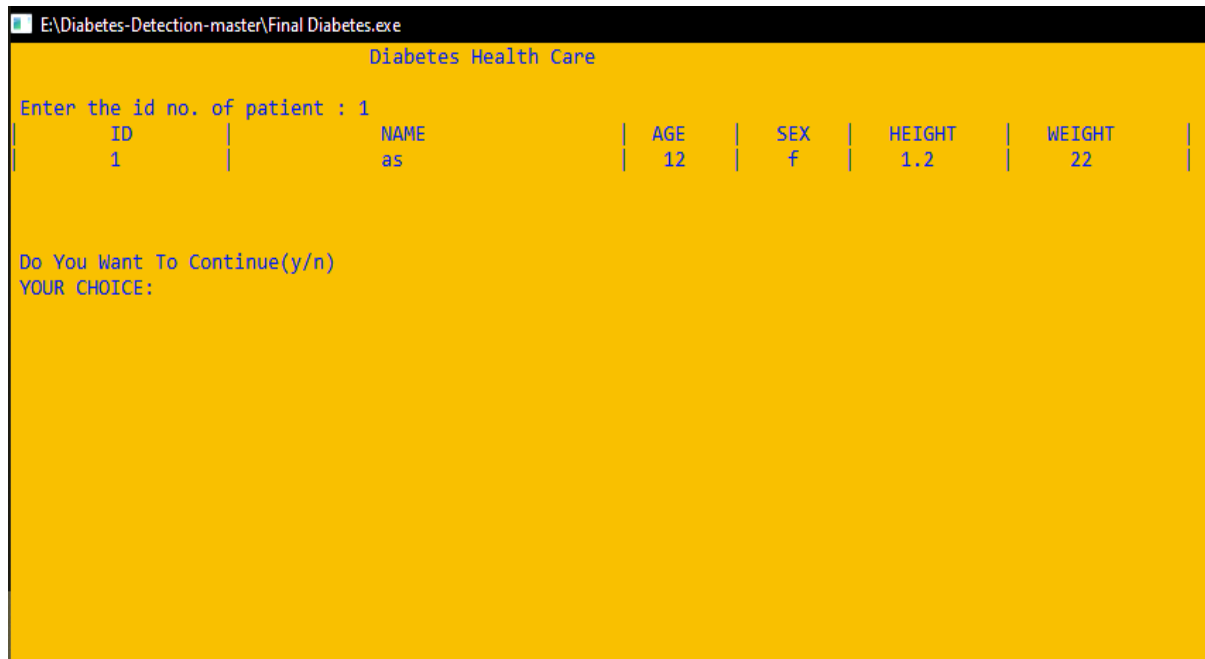 E:\Diabetes-Detection-master\Final Diabetes.exe
Diabetes Health Care
Enter the id no. of patient : 1
| ID | NAME | AGE | SEX | HEIGHT | WEIGHT |
| 1 | as | 12 | f | 1.2 | 22 |
Do You Want To Continue(y/n)
YOUR CHOICE: